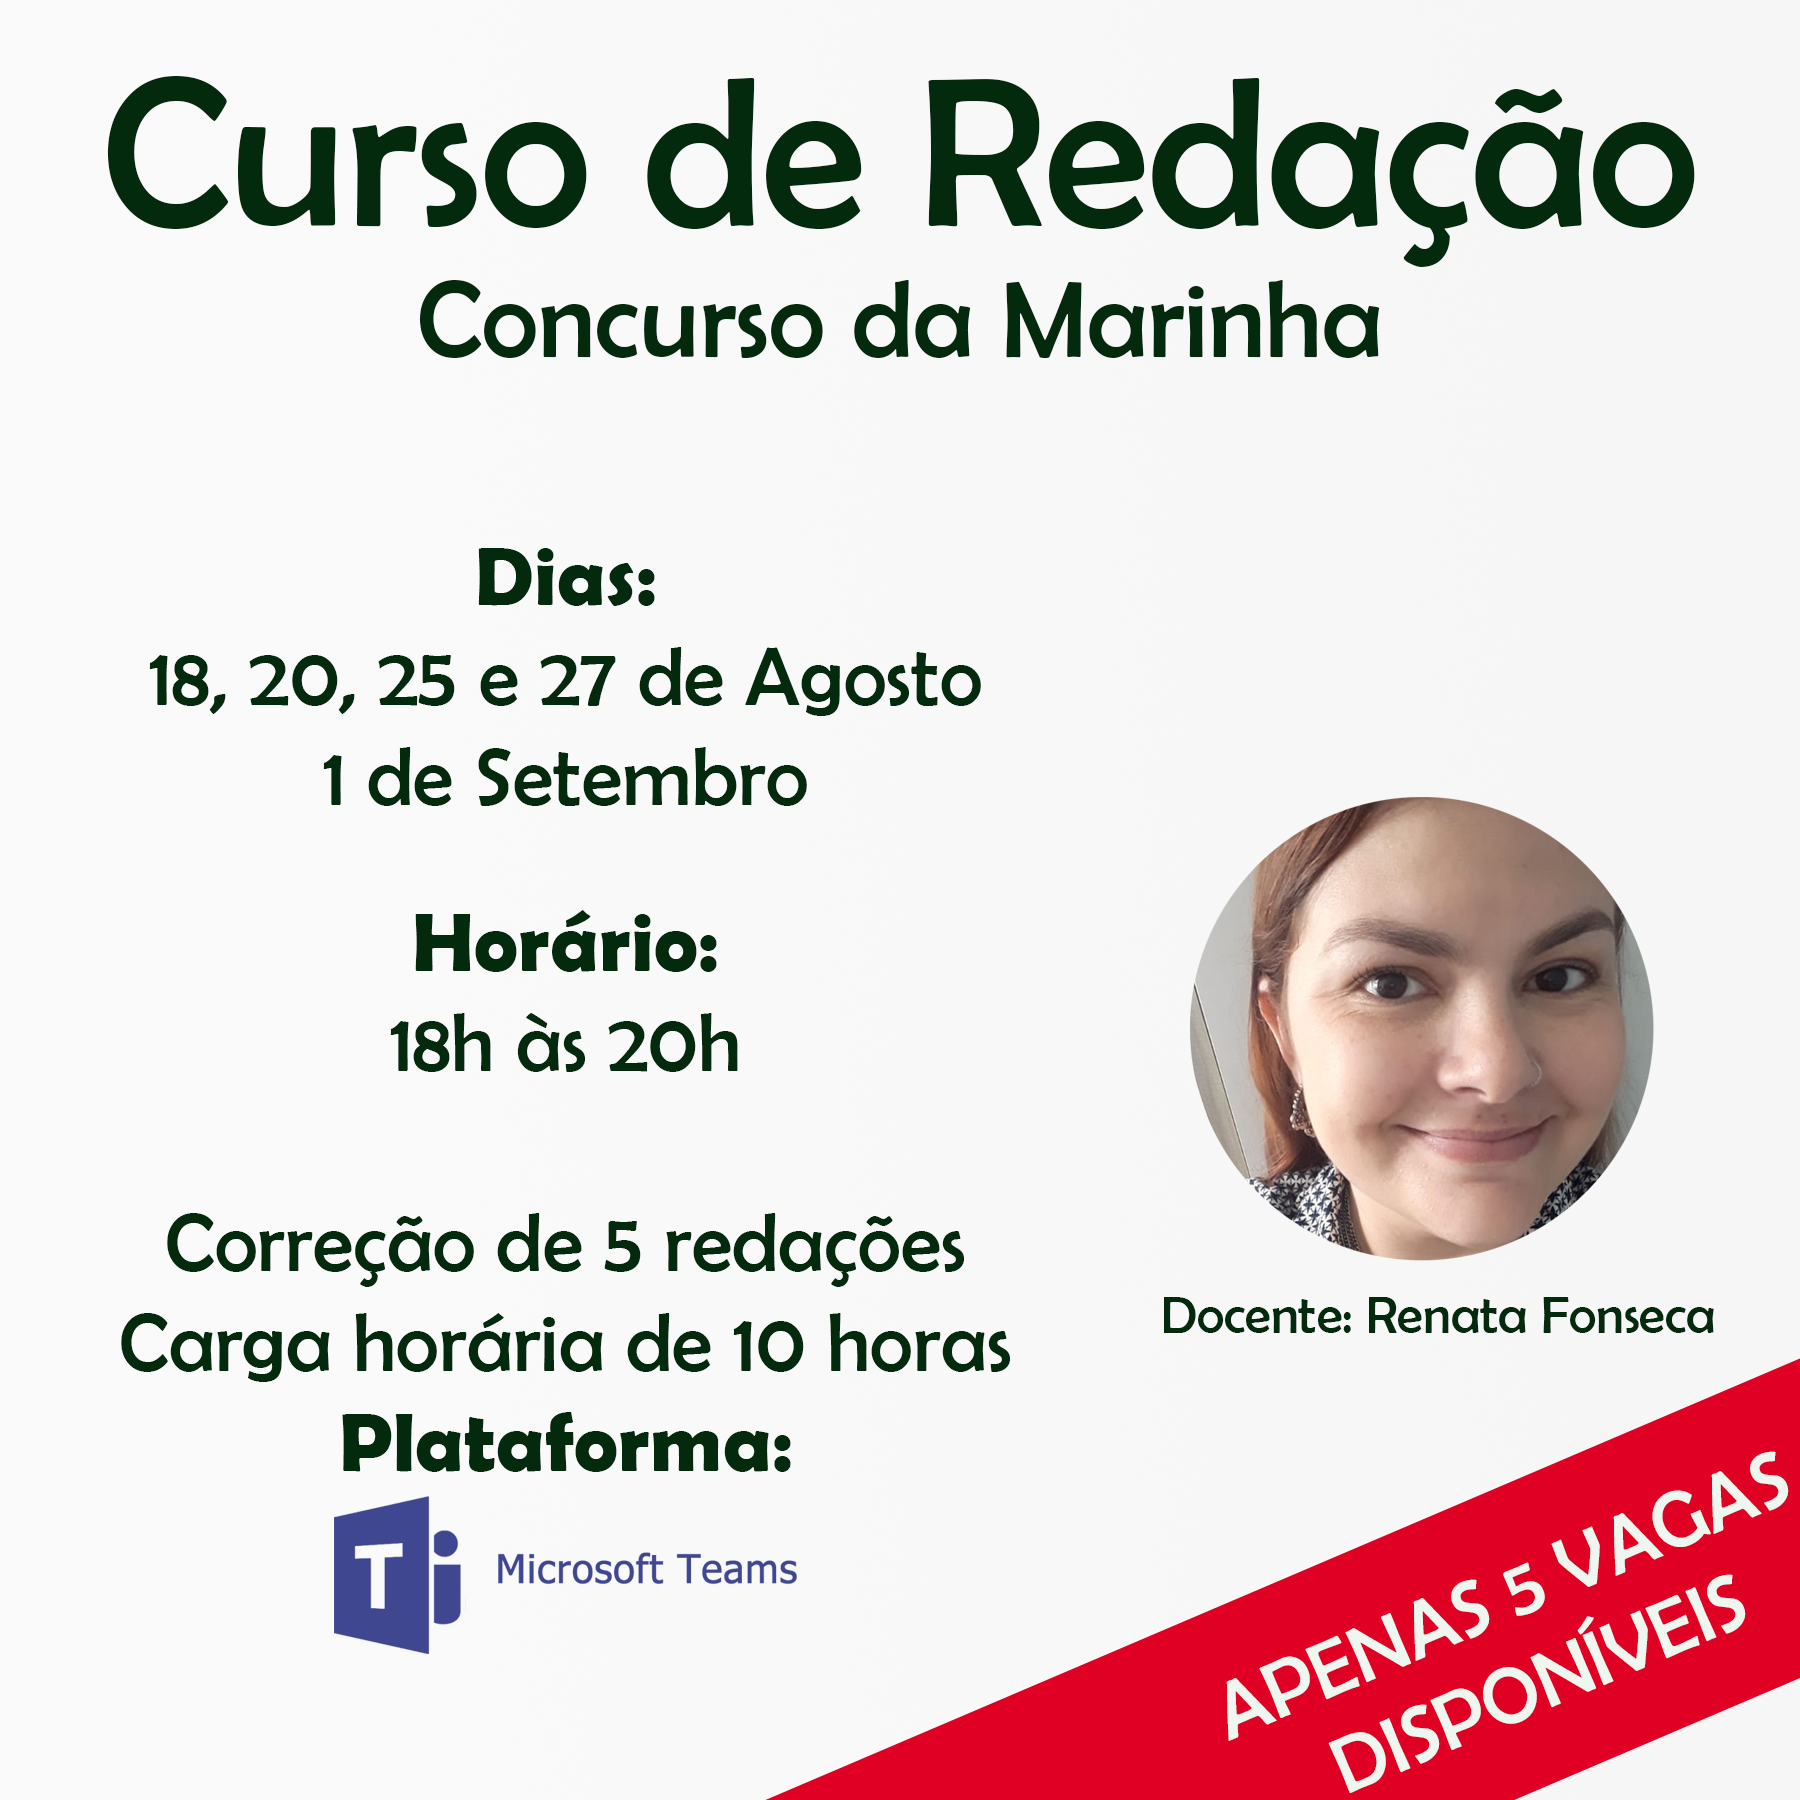 Curso de Redação
Concurso da Marinha
Dias:
18, 20, 25 e 27 de Agosto
1 de Setembro
Horário:
18h às 20h
Correção de 5 redações
Carga horária de 10 horas
Plataforma:
T
Microsoft Teams
Docente: Renata Fonseca
APENAS 5 VAGAS
DISPONÍVEIS